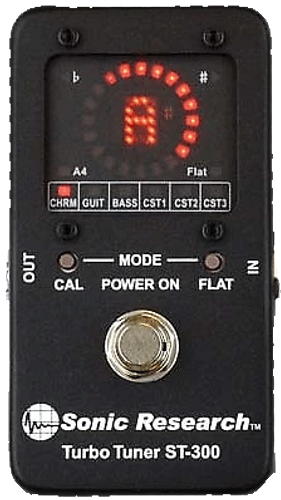 ♭ #
A #
A4 Flat
CHRM GUIT BASS CST1 CST2 CST3
OUT MODE IN
CAL POWER ON FLAT
Sonic Research™
Turbo Tuner ST-300